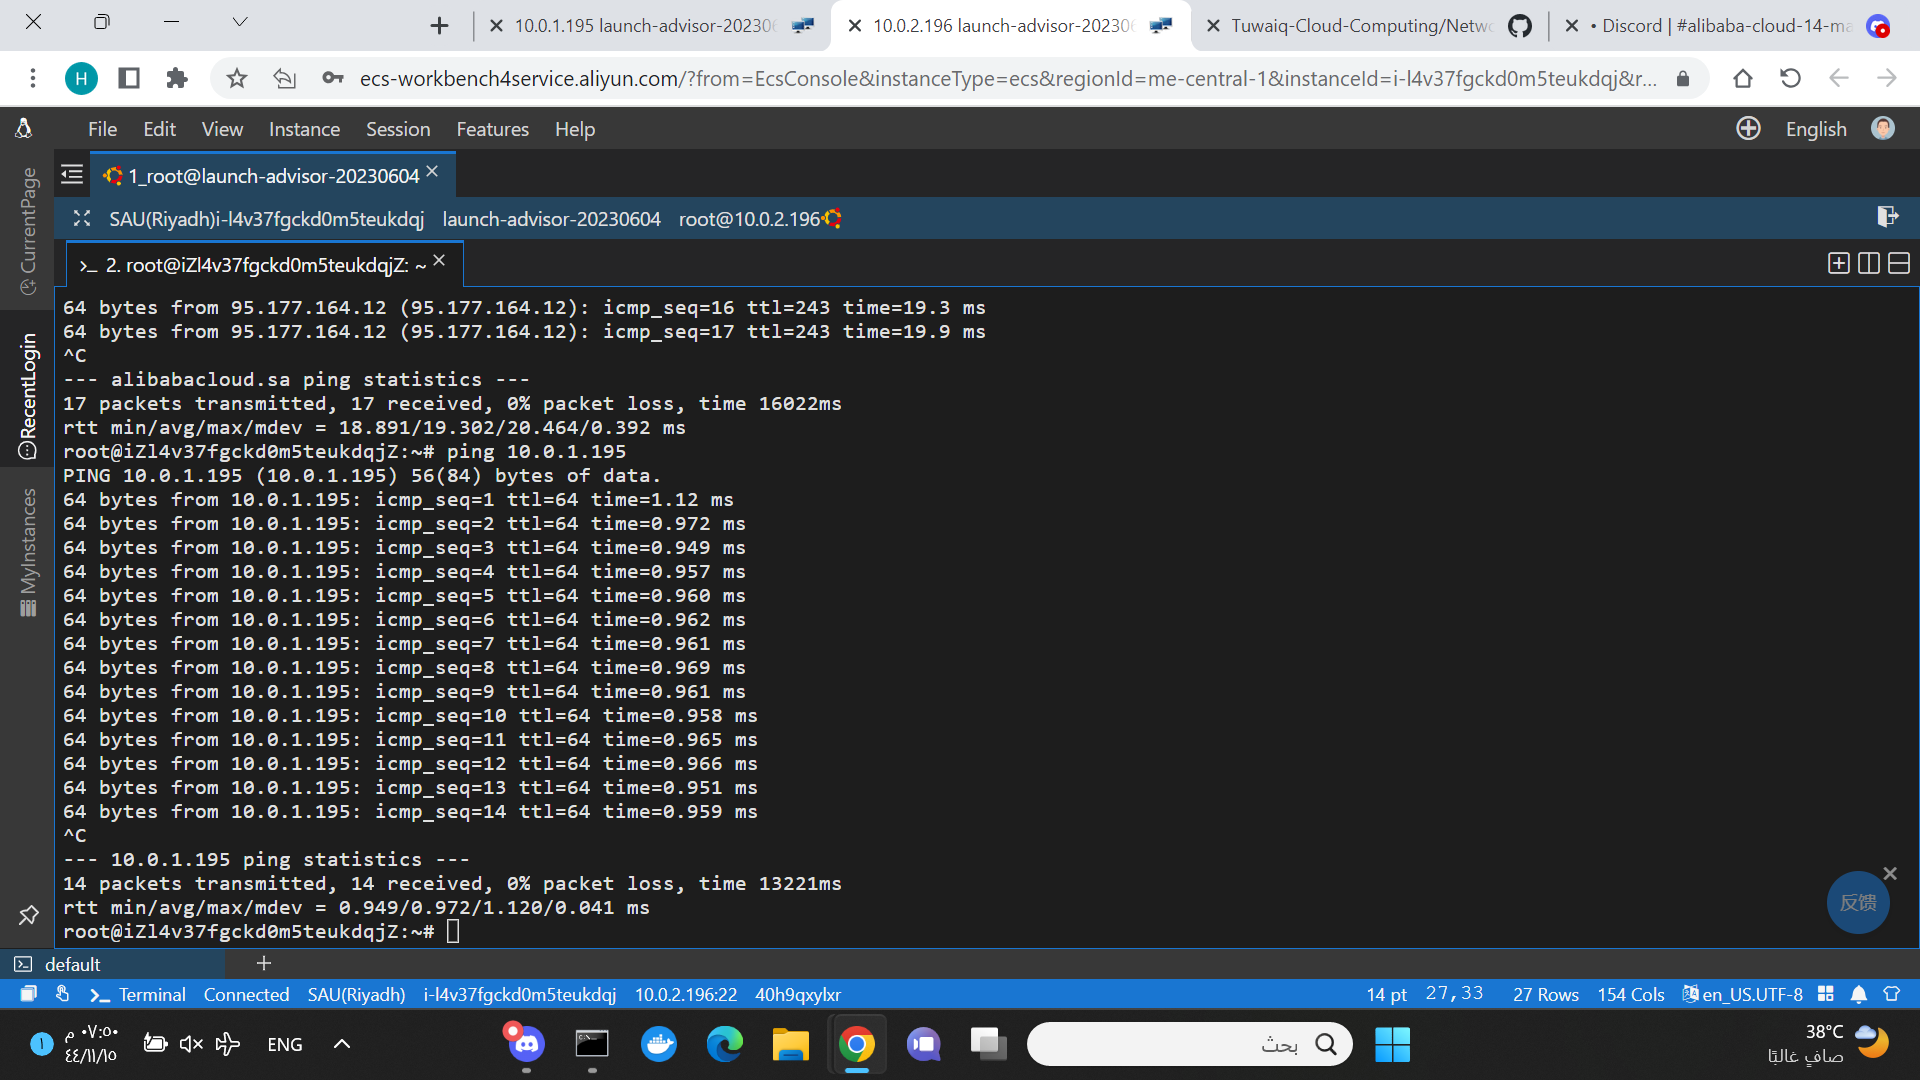 10.0.1.195 launch-advisor-20230
10.0.2.196 launch-advisor-20230
Tuwaiq-Cloud-Computing/Netw
• Discord | #alibaba-cloud-14-ma
H
ecs-workbench4service.aliyun.com/?from=EcsConsole&instanceType=ecs&regionId=me-central-1&instanceId=i-l4v37fgckd0m5teukdqj&r...
File Edit View Instance Session Features Help
English
CurrentPage
RecentLogin
MyInstances
1_root@launch-advisor-20230604
SAU(Riyadh)i-l4v37fgckd0m5teukdqj launch-advisor-20230604 root@10.0.2.196
>_ 2. root@iZl4v37fgckd0m5teukdqjZ: ~
64 bytes from 95.177.164.12 (95.177.164.12): icmp_seq=16 ttl=243 time=19.3 ms
64 bytes from 95.177.164.12 (95.177.164.12): icmp_seq=17 ttl=243 time=19.9 ms
^C
--- alibabacloud.sa ping statistics ---
17 packets transmitted, 17 received, 0% packet loss, time 16022ms
rtt min/avg/max/mdev = 18.891/19.302/20.464/0.392 ms
root@iZl4v37fgckd0m5teukdqjZ:~# ping 10.0.1.195
PING 10.0.1.195 (10.0.1.195) 56(84) bytes of data.
64 bytes from 10.0.1.195: icmp_seq=1 ttl=64 time=1.12 ms
64 bytes from 10.0.1.195: icmp_seq=2 ttl=64 time=0.972 ms
64 bytes from 10.0.1.195: icmp_seq=3 ttl=64 time=0.949 ms
64 bytes from 10.0.1.195: icmp_seq=4 ttl=64 time=0.957 ms
64 bytes from 10.0.1.195: icmp_seq=5 ttl=64 time=0.960 ms
64 bytes from 10.0.1.195: icmp_seq=6 ttl=64 time=0.962 ms
64 bytes from 10.0.1.195: icmp_seq=7 ttl=64 time=0.961 ms
64 bytes from 10.0.1.195: icmp_seq=8 ttl=64 time=0.969 ms
64 bytes from 10.0.1.195: icmp_seq=9 ttl=64 time=0.961 ms
64 bytes from 10.0.1.195: icmp_seq=10 ttl=64 time=0.958 ms
64 bytes from 10.0.1.195: icmp_seq=11 ttl=64 time=0.965 ms
64 bytes from 10.0.1.195: icmp_seq=12 ttl=64 time=0.966 ms
64 bytes from 10.0.1.195: icmp_seq=13 ttl=64 time=0.951 ms
64 bytes from 10.0.1.195: icmp_seq=14 ttl=64 time=0.959 ms
^C
--- 10.0.1.195 ping statistics ---
14 packets transmitted, 14 received, 0% packet loss, time 13221ms
rtt min/avg/max/mdev = 0.949/0.972/1.120/0.041 ms
root@iZl4v37fgckd0m5teukdqjZ:~#
反馈
default
Terminal Connected SAU(Riyadh) i-l4v37fgckd0m5teukdqj 10.0.2.196:22 40h9qxylxr 14 pt 27,33 27 Rows 154 Cols en_US.UTF-8
١
٠٧:٥٠ م
٤٤/١١/١٥
ENG
بحث
38°C
صافٍ غالبًا